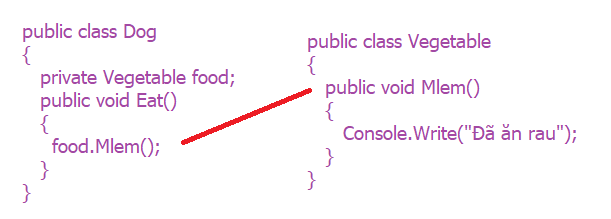 public class Dog
{
private Vegetable food;
public void Eat()
{
food.Mlem();
}
}
public class Vegetable
{
public void Mlem()
{
Console.Write("Đã ăn rau");
}
}